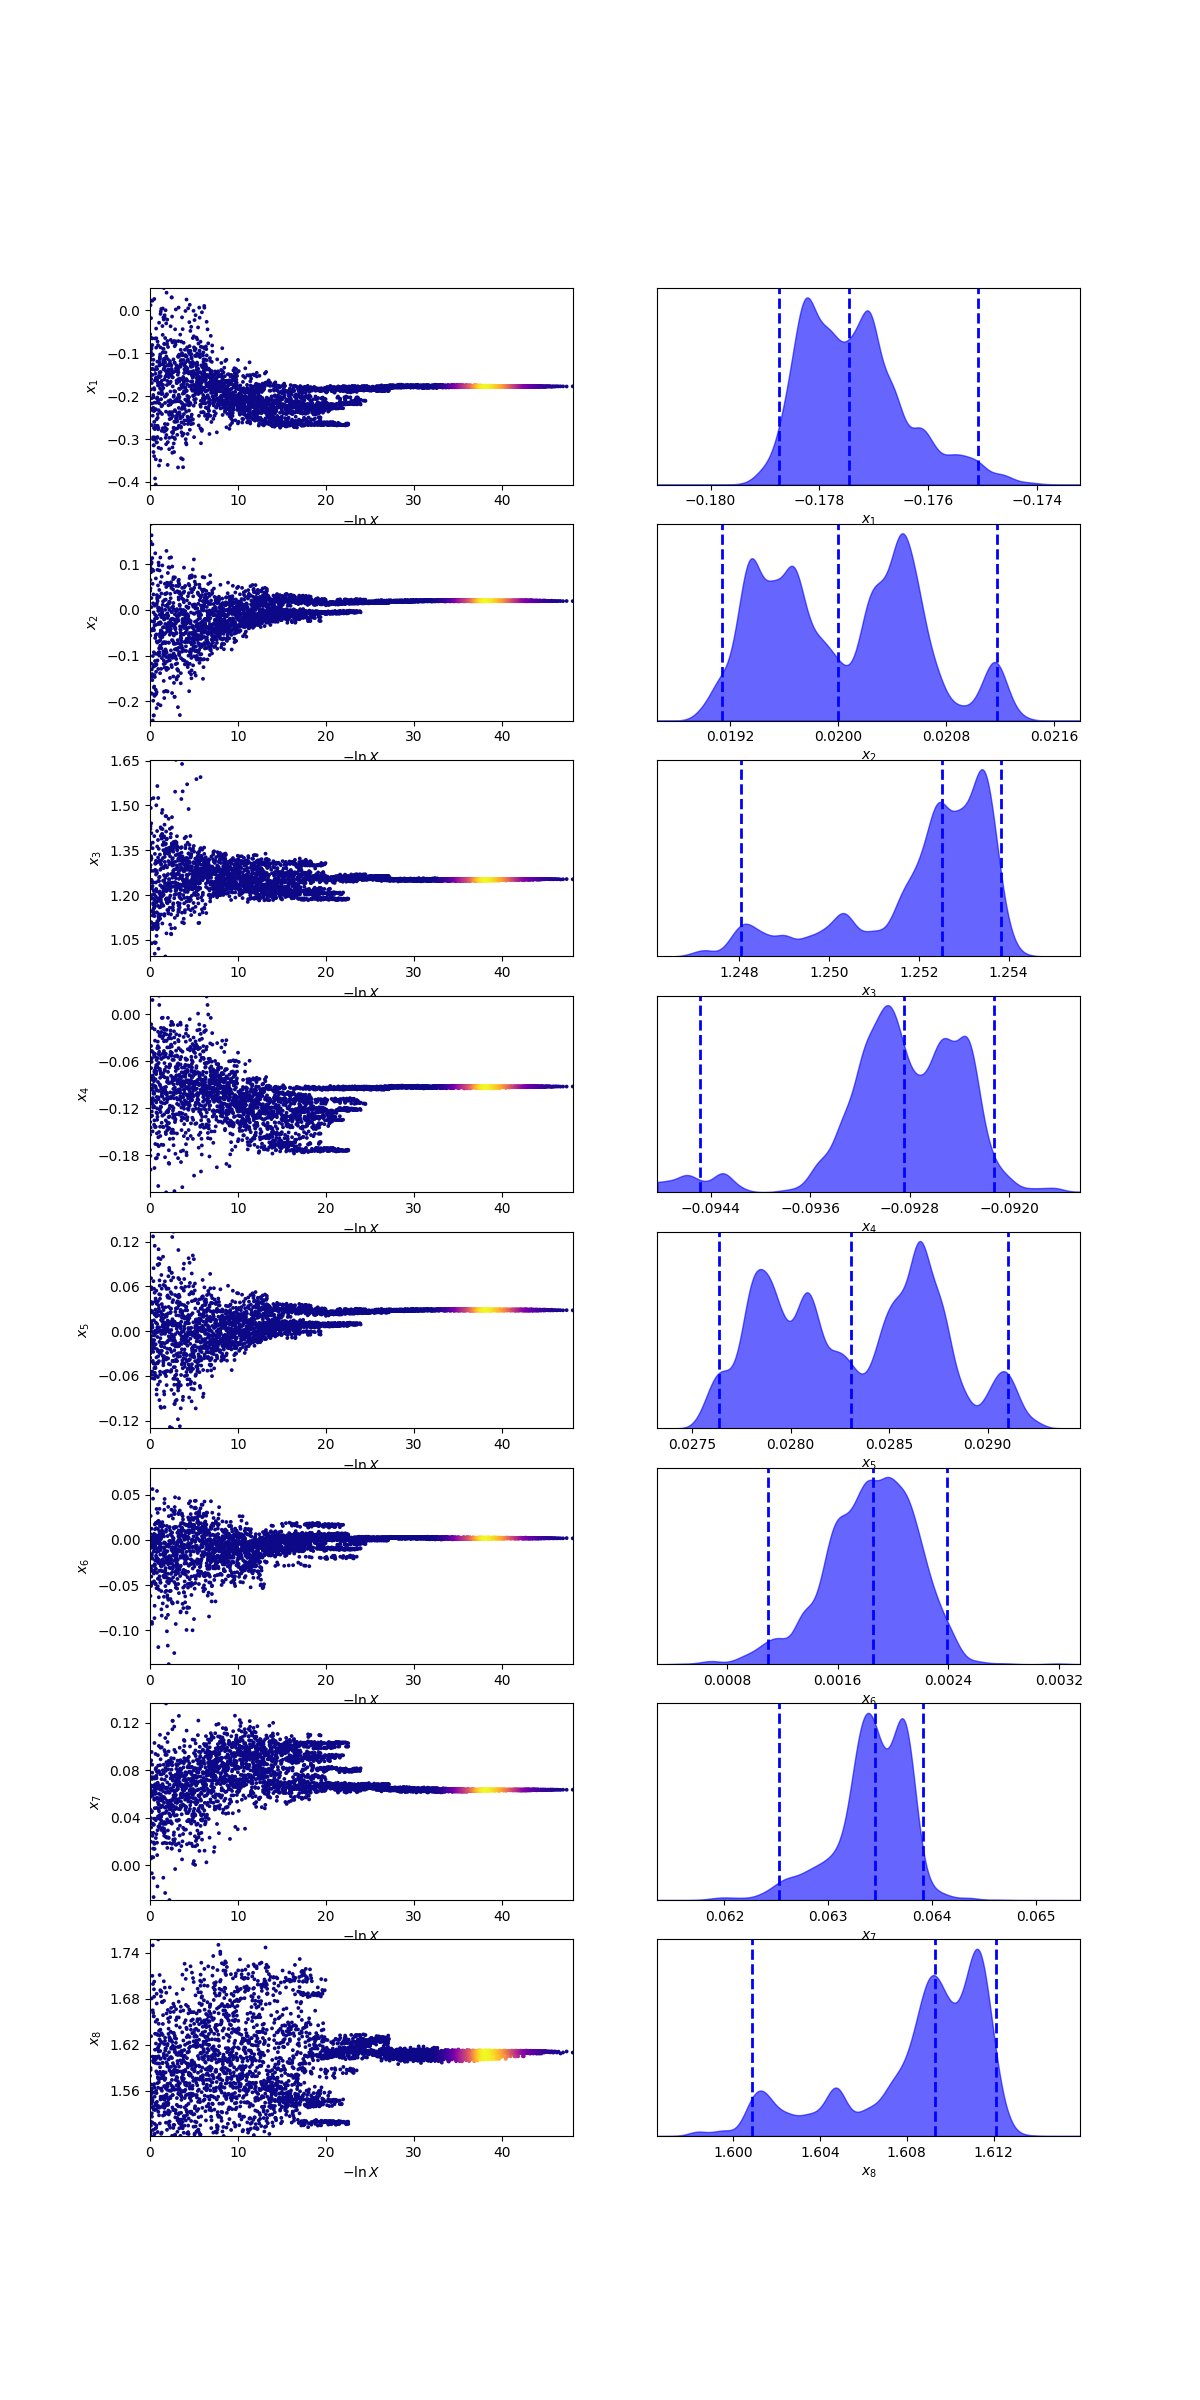 0.0
−0.1
−0.2
−0.3
−0.4
x₁
0 10 20 30 40
−ln X
−0.180 −0.178 −0.176 −0.174
x₁
0.1
0.0
−0.1
−0.2
x₂
0 10 20 30 40
−ln X
0.0192 0.0200 0.0208 0.0216
x₂
1.65
1.50
1.35
1.20
1.05
x₃
0 10 20 30 40
−ln X
1.248 1.250 1.252 1.254
x₃
0.00
−0.06
−0.12
−0.18
x₄
0 10 20 30 40
−ln X
−0.0944 −0.0936 −0.0928 −0.0920
x₄
0.12
0.06
0.00
−0.06
−0.12
x₅
0 10 20 30 40
−ln X
0.0275 0.0280 0.0285 0.0290
x₅
0.05
0.00
−0.05
−0.10
x₆
0 10 20 30 40
−ln X
0.0008 0.0016 0.0024 0.0032
x₆
0.12
0.08
0.04
0.00
x₇
0 10 20 30 40
−ln X
0.062 0.063 0.064 0.065
x₇
1.74
1.68
1.62
1.56
x₈
0 10 20 30 40
−ln X
1.600 1.604 1.608 1.612
x₈